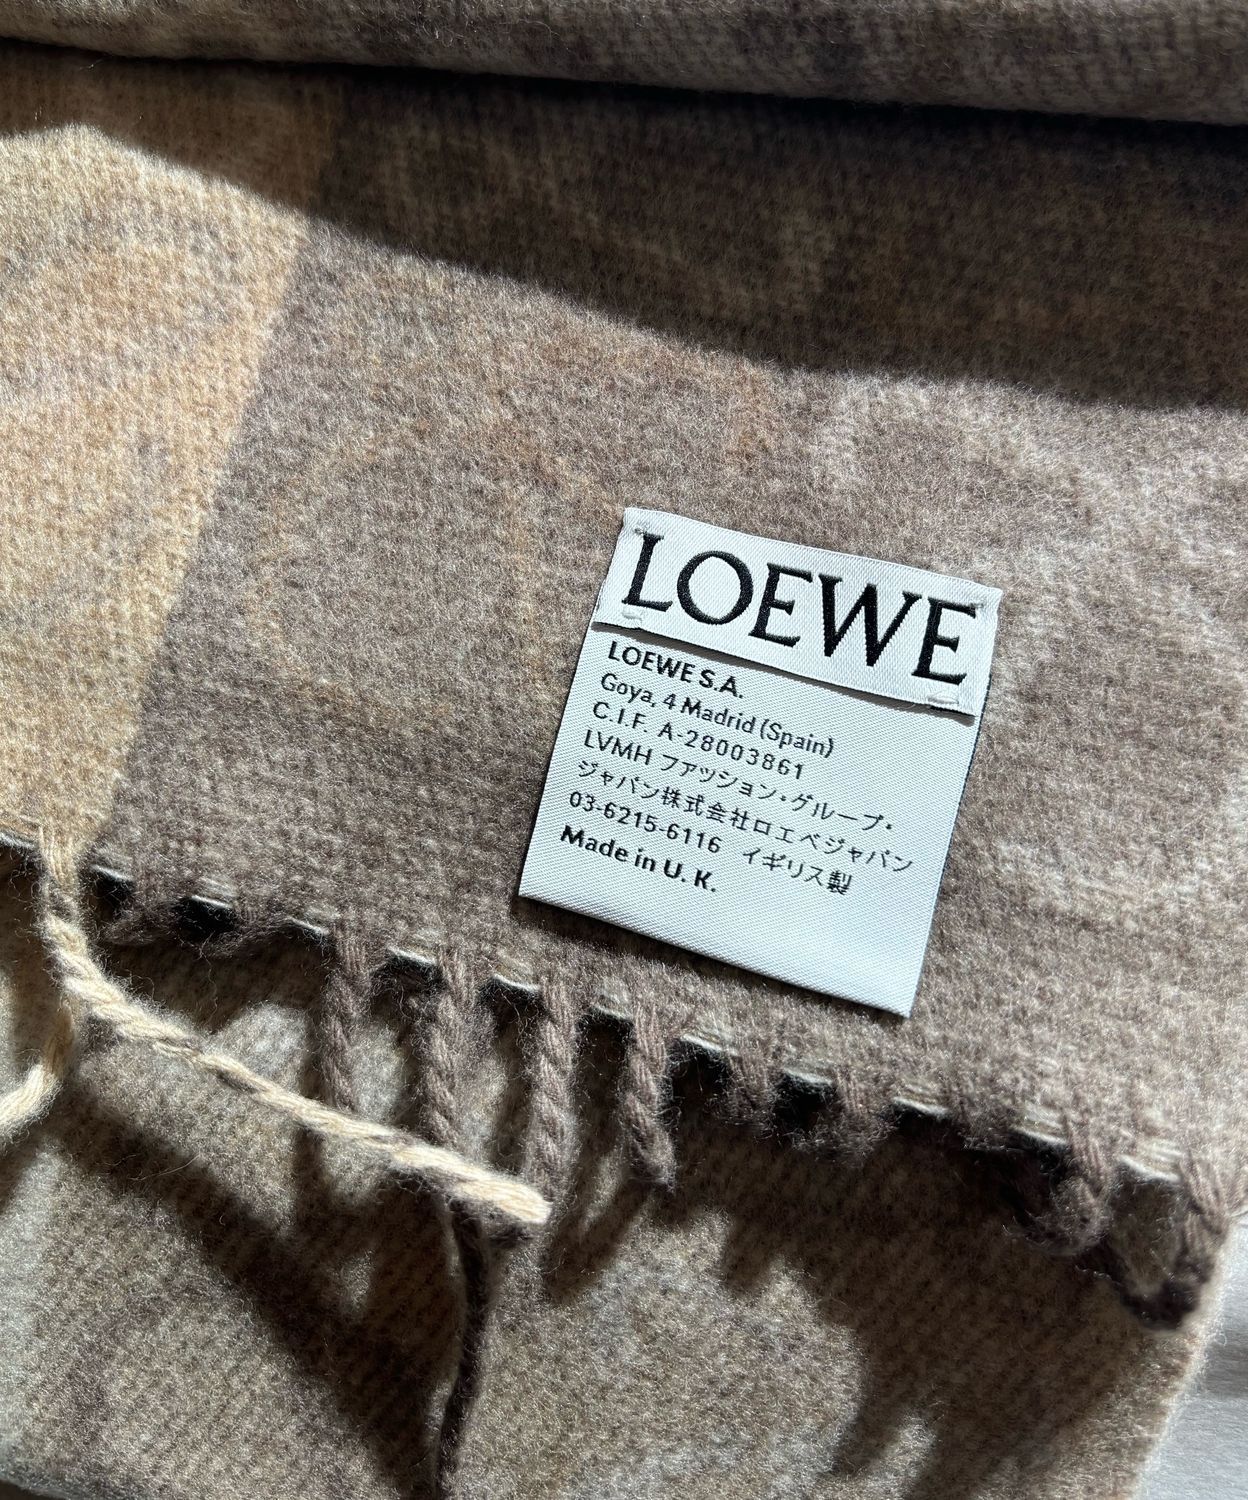 LOEWE
LOEWE S.A.
Goya, 4 Madrid (Spain)
C.I.F. A-28003861
LVMH ファッション・グループ・
ジャパン株式会社ロエベジャパン
03-6215-6116 イギリス製
Made in U. K.